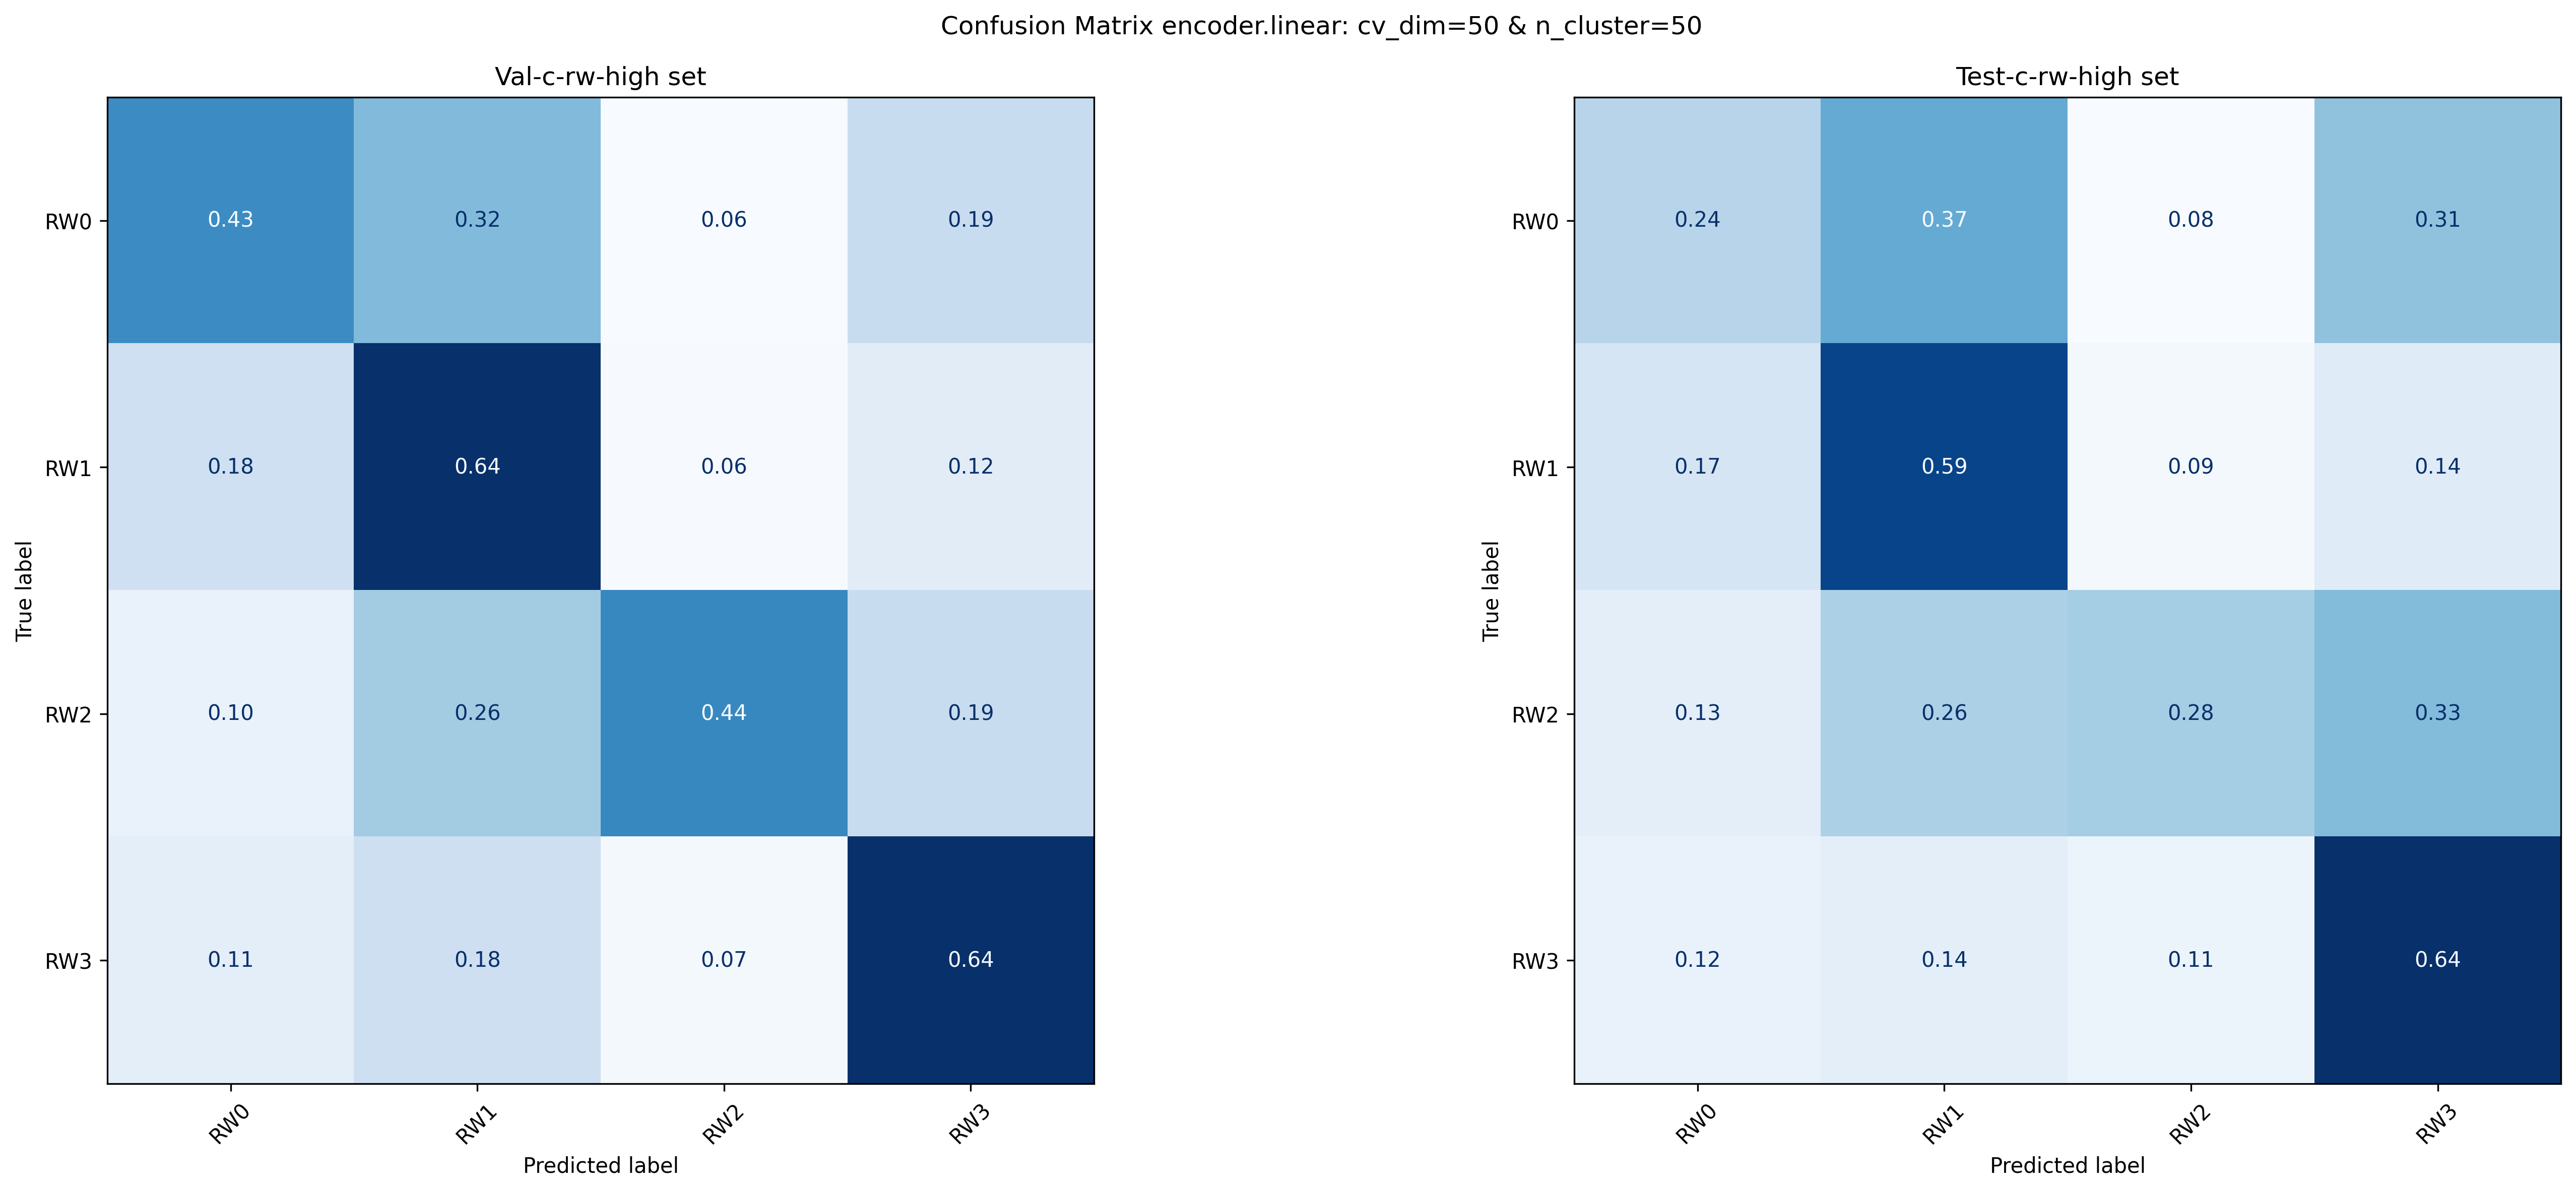 Confusion Matrix encoder.linear: cv_dim=50 & n_cluster=50
Val-c-rw-high set
True label
RW0 0.43 0.32 0.06 0.19
RW1 0.18 0.64 0.06 0.12
RW2 0.10 0.26 0.44 0.19
RW3 0.11 0.18 0.07 0.64
RW0 RW1 RW2 RW3
Predicted label
Test-c-rw-high set
True label
RW0 0.24 0.37 0.08 0.31
RW1 0.17 0.59 0.09 0.14
RW2 0.13 0.26 0.28 0.33
RW3 0.12 0.14 0.11 0.64
RW0 RW1 RW2 RW3
Predicted label